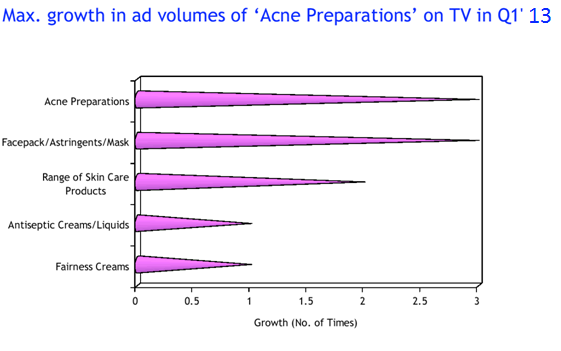 Max. growth in ad volumes of ‘Acne Preparations’ on TV in Q1' 13
Acne Preparations
Facepack/Astringents/Mask
Range of Skin Care
Products
Antiseptic Creams/Liquids
Fairness Creams
0 0.5 1 1.5 2 2.5 3
Growth (No. of Times)